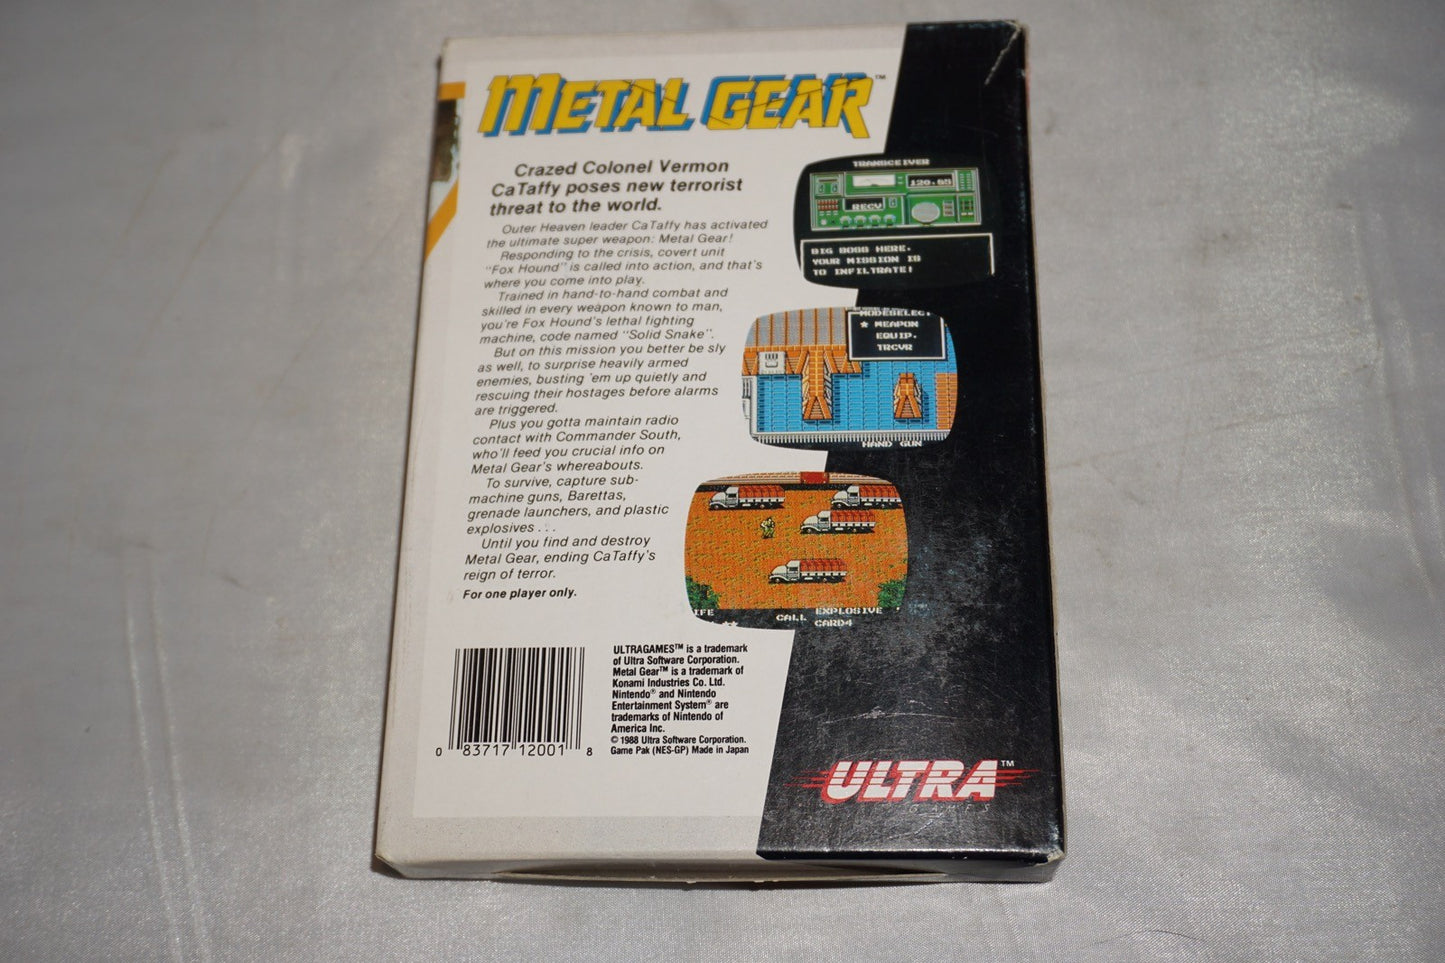 METAL GEAR™
Crazed Colonel Vermon
CaTaffy poses new terrorist
threat to the world.
Outer Heaven leader CaTaffy has activated
the ultimate super weapon: Metal Gear!
Responding to the crisis, covert unit
"Fox Hound" is called into action, and that's
where you come into play.
Trained in hand-to-hand combat and
skilled in every weapon known to man,
you're Fox Hound's lethal fighting
machine, code named "Solid Snake".
But on this mission you better be sly
as well, to surprise heavily armed
enemies, busting 'em up quietly and
rescuing their hostages before alarms
are triggered.
Plus you gotta maintain radio
contact with Commander South,
who'll feed you crucial info on
Metal Gear's whereabouts.
To survive, capture sub-
machine guns, Barettas,
grenade launchers, and plastic
explosives . . .
Until you find and destroy
Metal Gear, ending CaTaffy's
reign of terror.
For one player only.
TRANSCEIVER
120.85
RECV
BIG BOSS HERE.
YOUR MISSION IS
TO INFILTRATE!
MODESELECT
★ WEAPON
EQUIP.
TRCVR
HAND GUN
IFE
CALL EXPLOSIVE
★★ CARD4
0 83717 12001 8
ULTRAGAMES™ is a trademark
of Ultra Software Corporation.
Metal Gear™ is a trademark of
Konami Industries Co. Ltd.
Nintendo® and Nintendo
Entertainment System® are
trademarks of Nintendo of
America Inc.
© 1988 Ultra Software Corporation.
Game Pak (NES-GP) Made in Japan
ULTRA™
GAMES